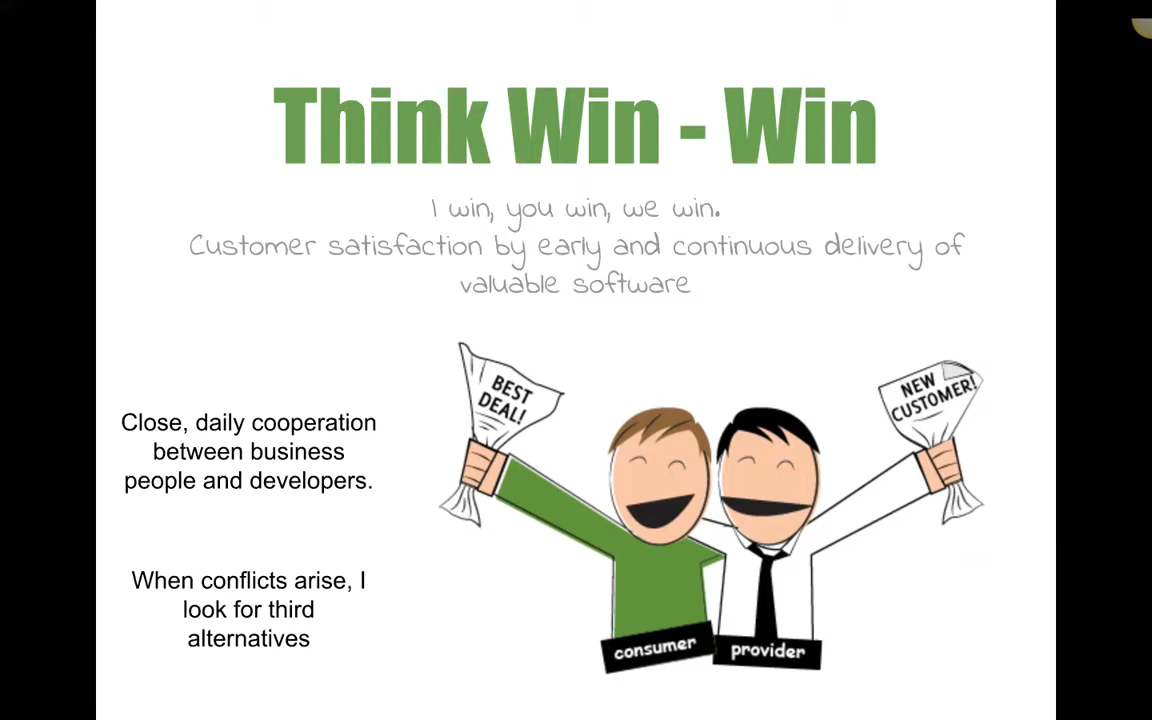 Think Win - Win
I win, you win, we win.
Customer satisfaction by early and continuous delivery of
valuable software
Close, daily cooperation
between business
people and developers.
When conflicts arise, I
look for third
alternatives
BEST
DEAL!
NEW
CUSTOMER!
consumer
provider